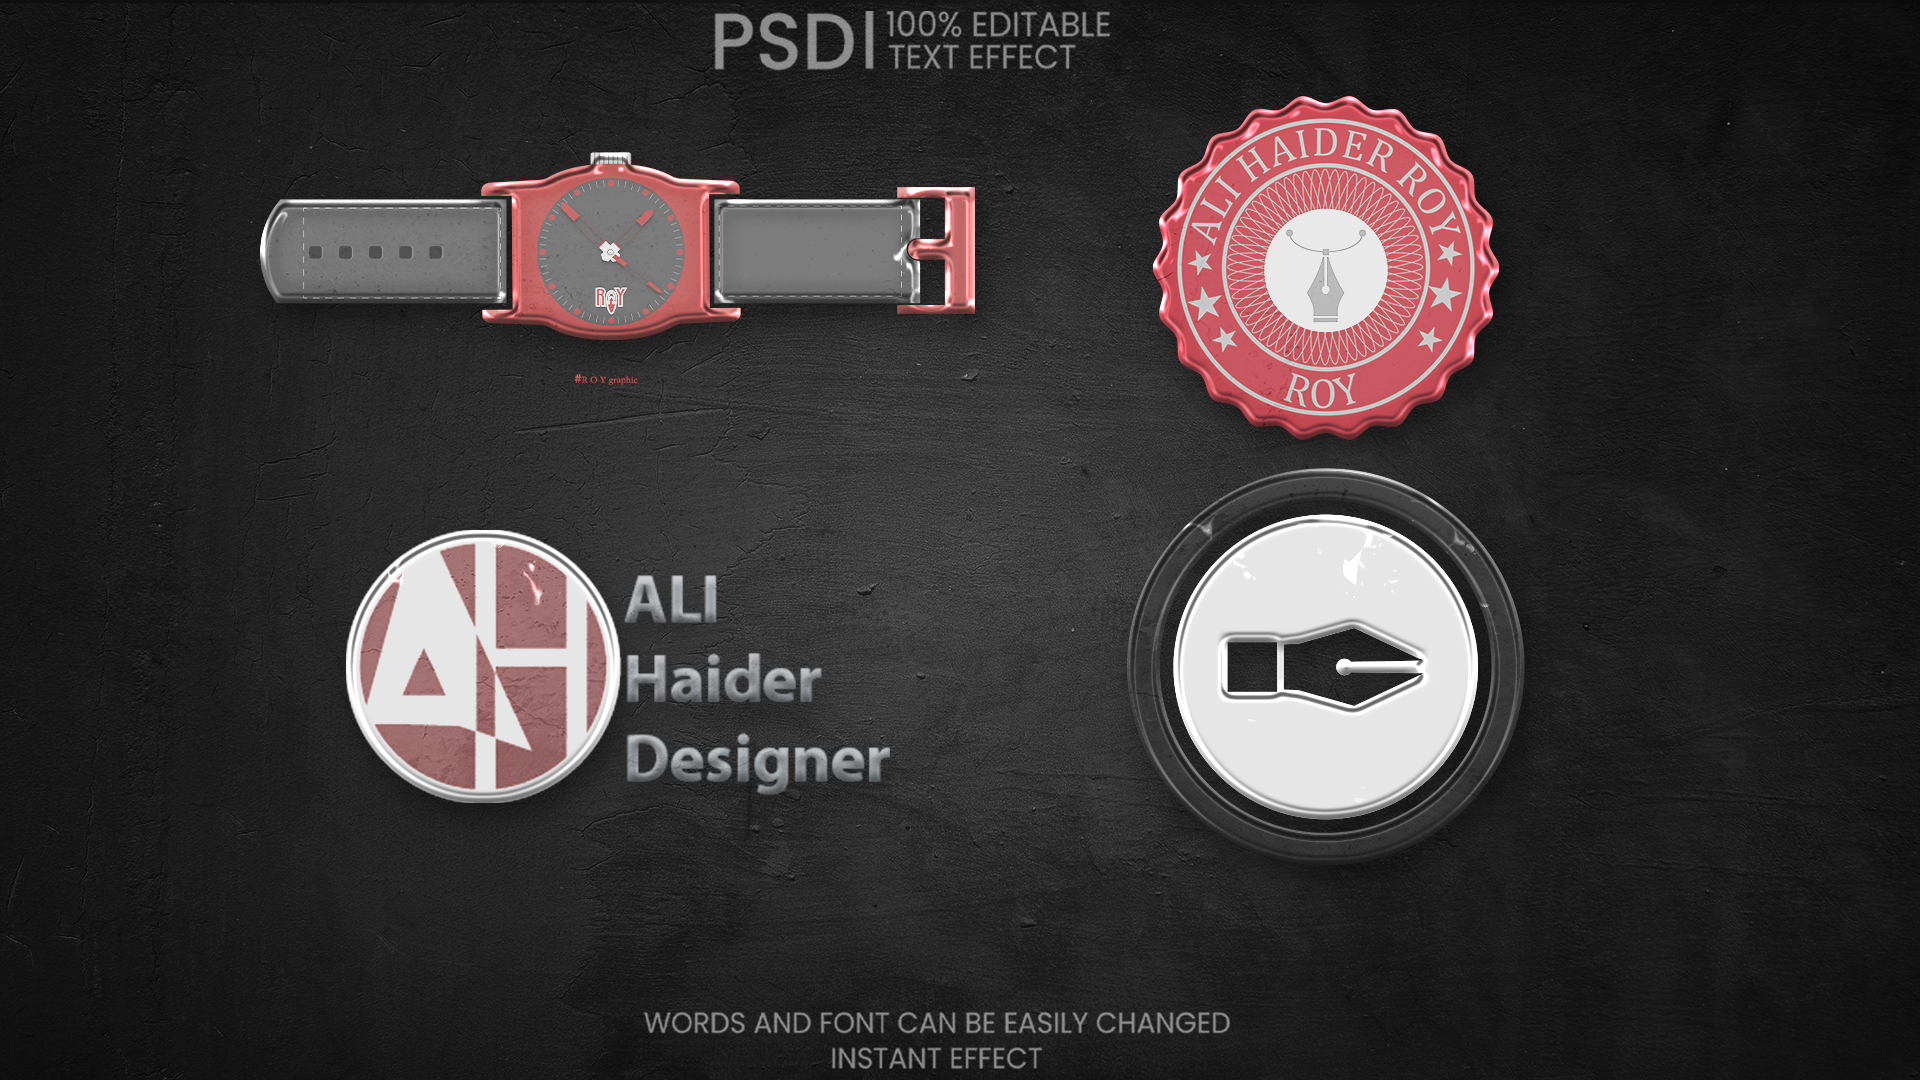 PSD
100% EDITABLE
TEXT EFFECT
ROY
#R O Y graphic
ALI HAIDER ROY
ROY
AH
ALI
Haider
Designer
WORDS AND FONT CAN BE EASILY CHANGED
INSTANT EFFECT